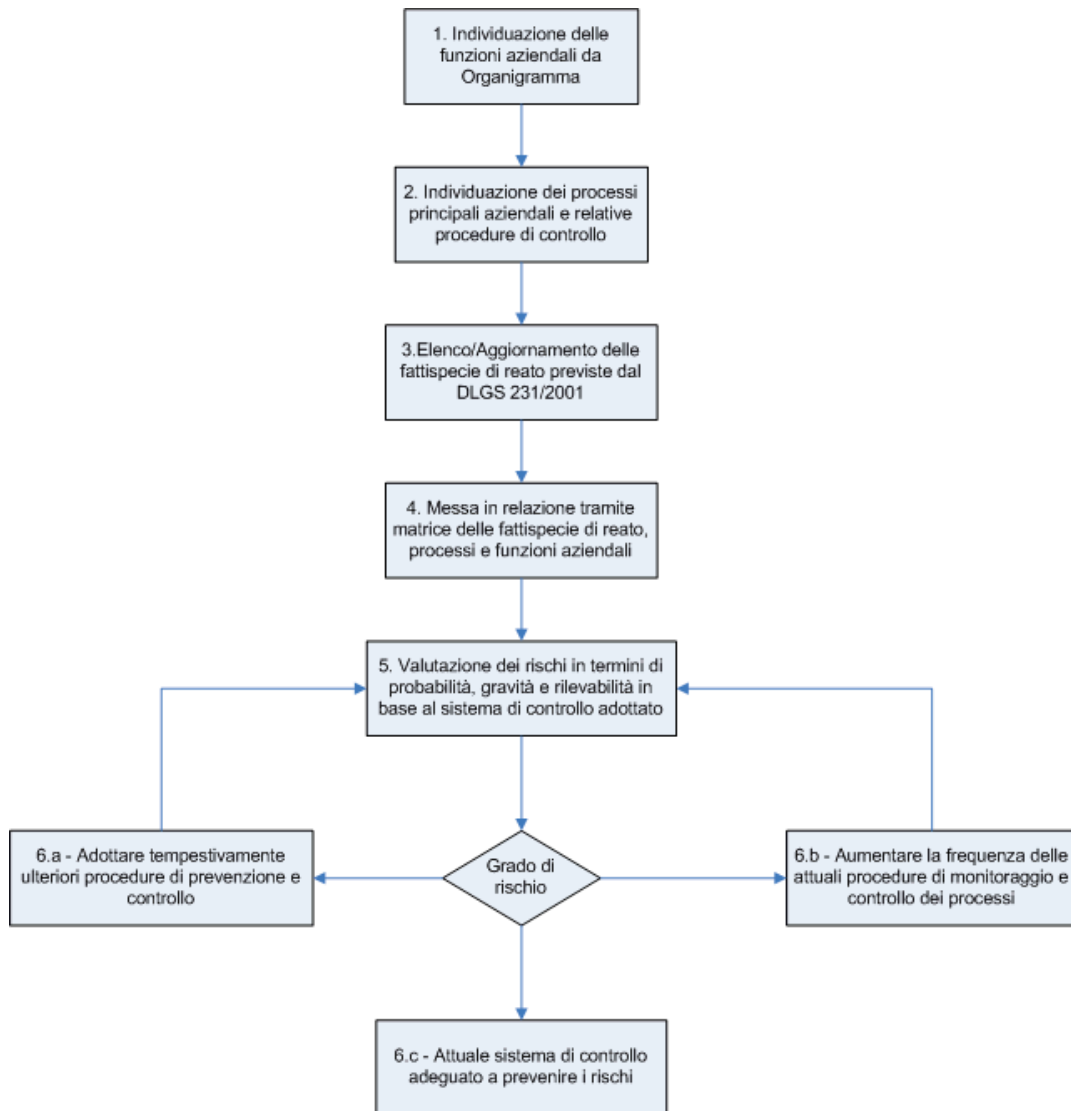 1. Individuazione delle
funzioni aziendali da
Organigramma
2. Individuazione dei processi
principali aziendali e relative
procedure di controllo
3.Elenco/Aggiornamento delle
fattispecie di reato previste dal
DLGS 231/2001
4. Messa in relazione tramite
matrice delle fattispecie di reato,
processi e funzioni aziendali
5. Valutazione dei rischi in termini di
probabilità, gravità e rilevabilità in
base al sistema di controllo adottato
6.a - Adottare tempestivamente
ulteriori procedure di prevenzione e
controllo
Grado di
rischio
6.b - Aumentare la frequenza delle
attuali procedure di monitoraggio e
controllo dei processi
6.c - Attuale sistema di controllo
adeguato a prevenire i rischi